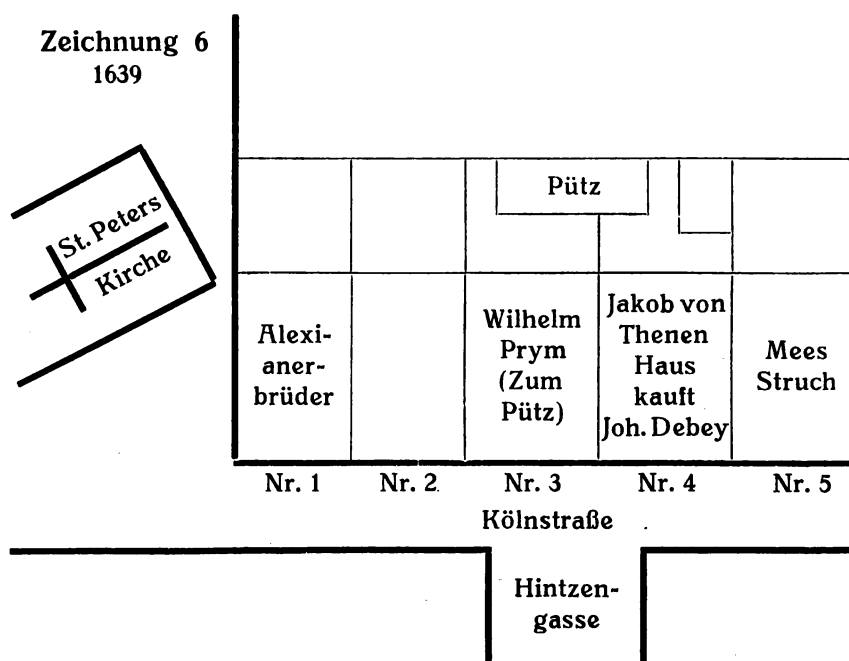 Zeichnung 6
1639
St. Peters
Kirche
Pütz
Alexi-
aner-
brüder
Wilhelm
Prym
(Zum
Pütz)
Jakob von
Thenen
Haus
kauft
Joh. Debey
Mees
Struch
Nr. 1
Nr. 2
Nr. 3
Nr. 4
Nr. 5
Kölnstraße
Hintzen-
gasse